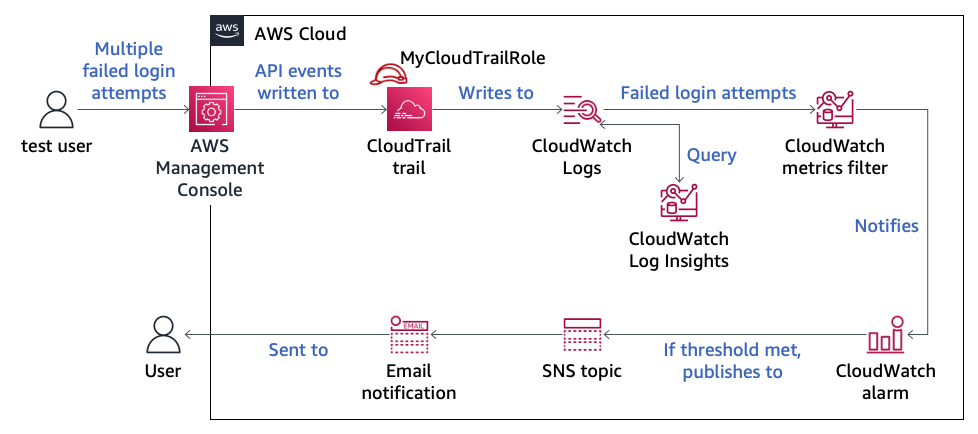 aws
AWS Cloud
Multiple
failed login
attempts
API events
written to
MyCloudTrailRole
Writes to
Failed login attempts
test user
AWS
Management
Console
CloudTrail
trail
CloudWatch
Logs
CloudWatch
metrics filter
Query
CloudWatch
Log Insights
Notifies
User
Sent to
EMAIL
Email
notification
SNS topic
If threshold met,
publishes to
CloudWatch
alarm